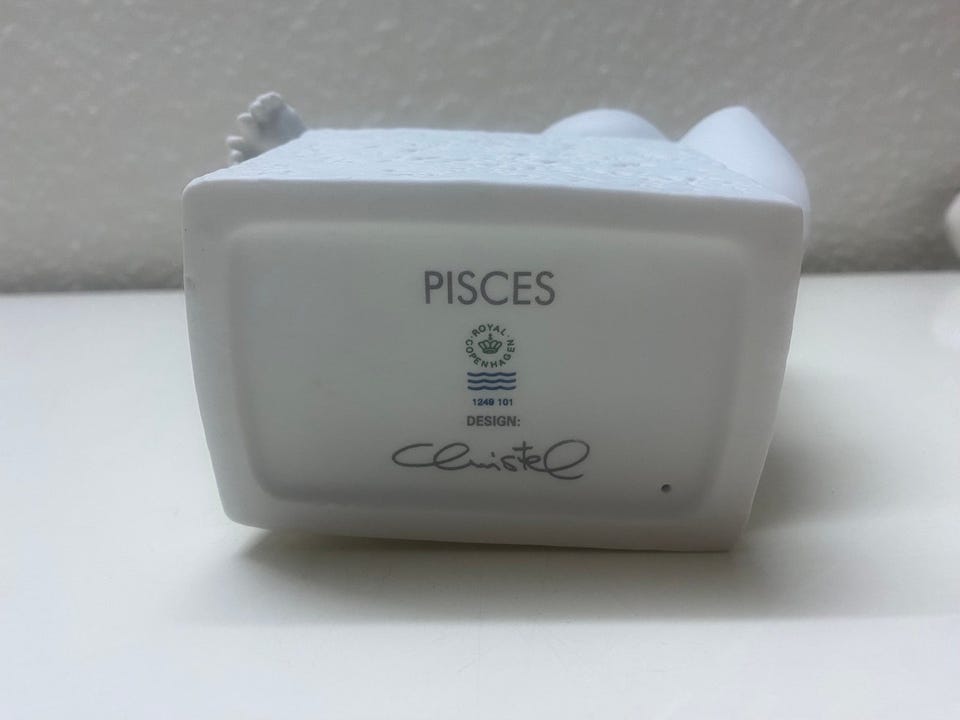 PISCES
ROYAL
COPENHAGEN
1249 101
DESIGN:
Christel